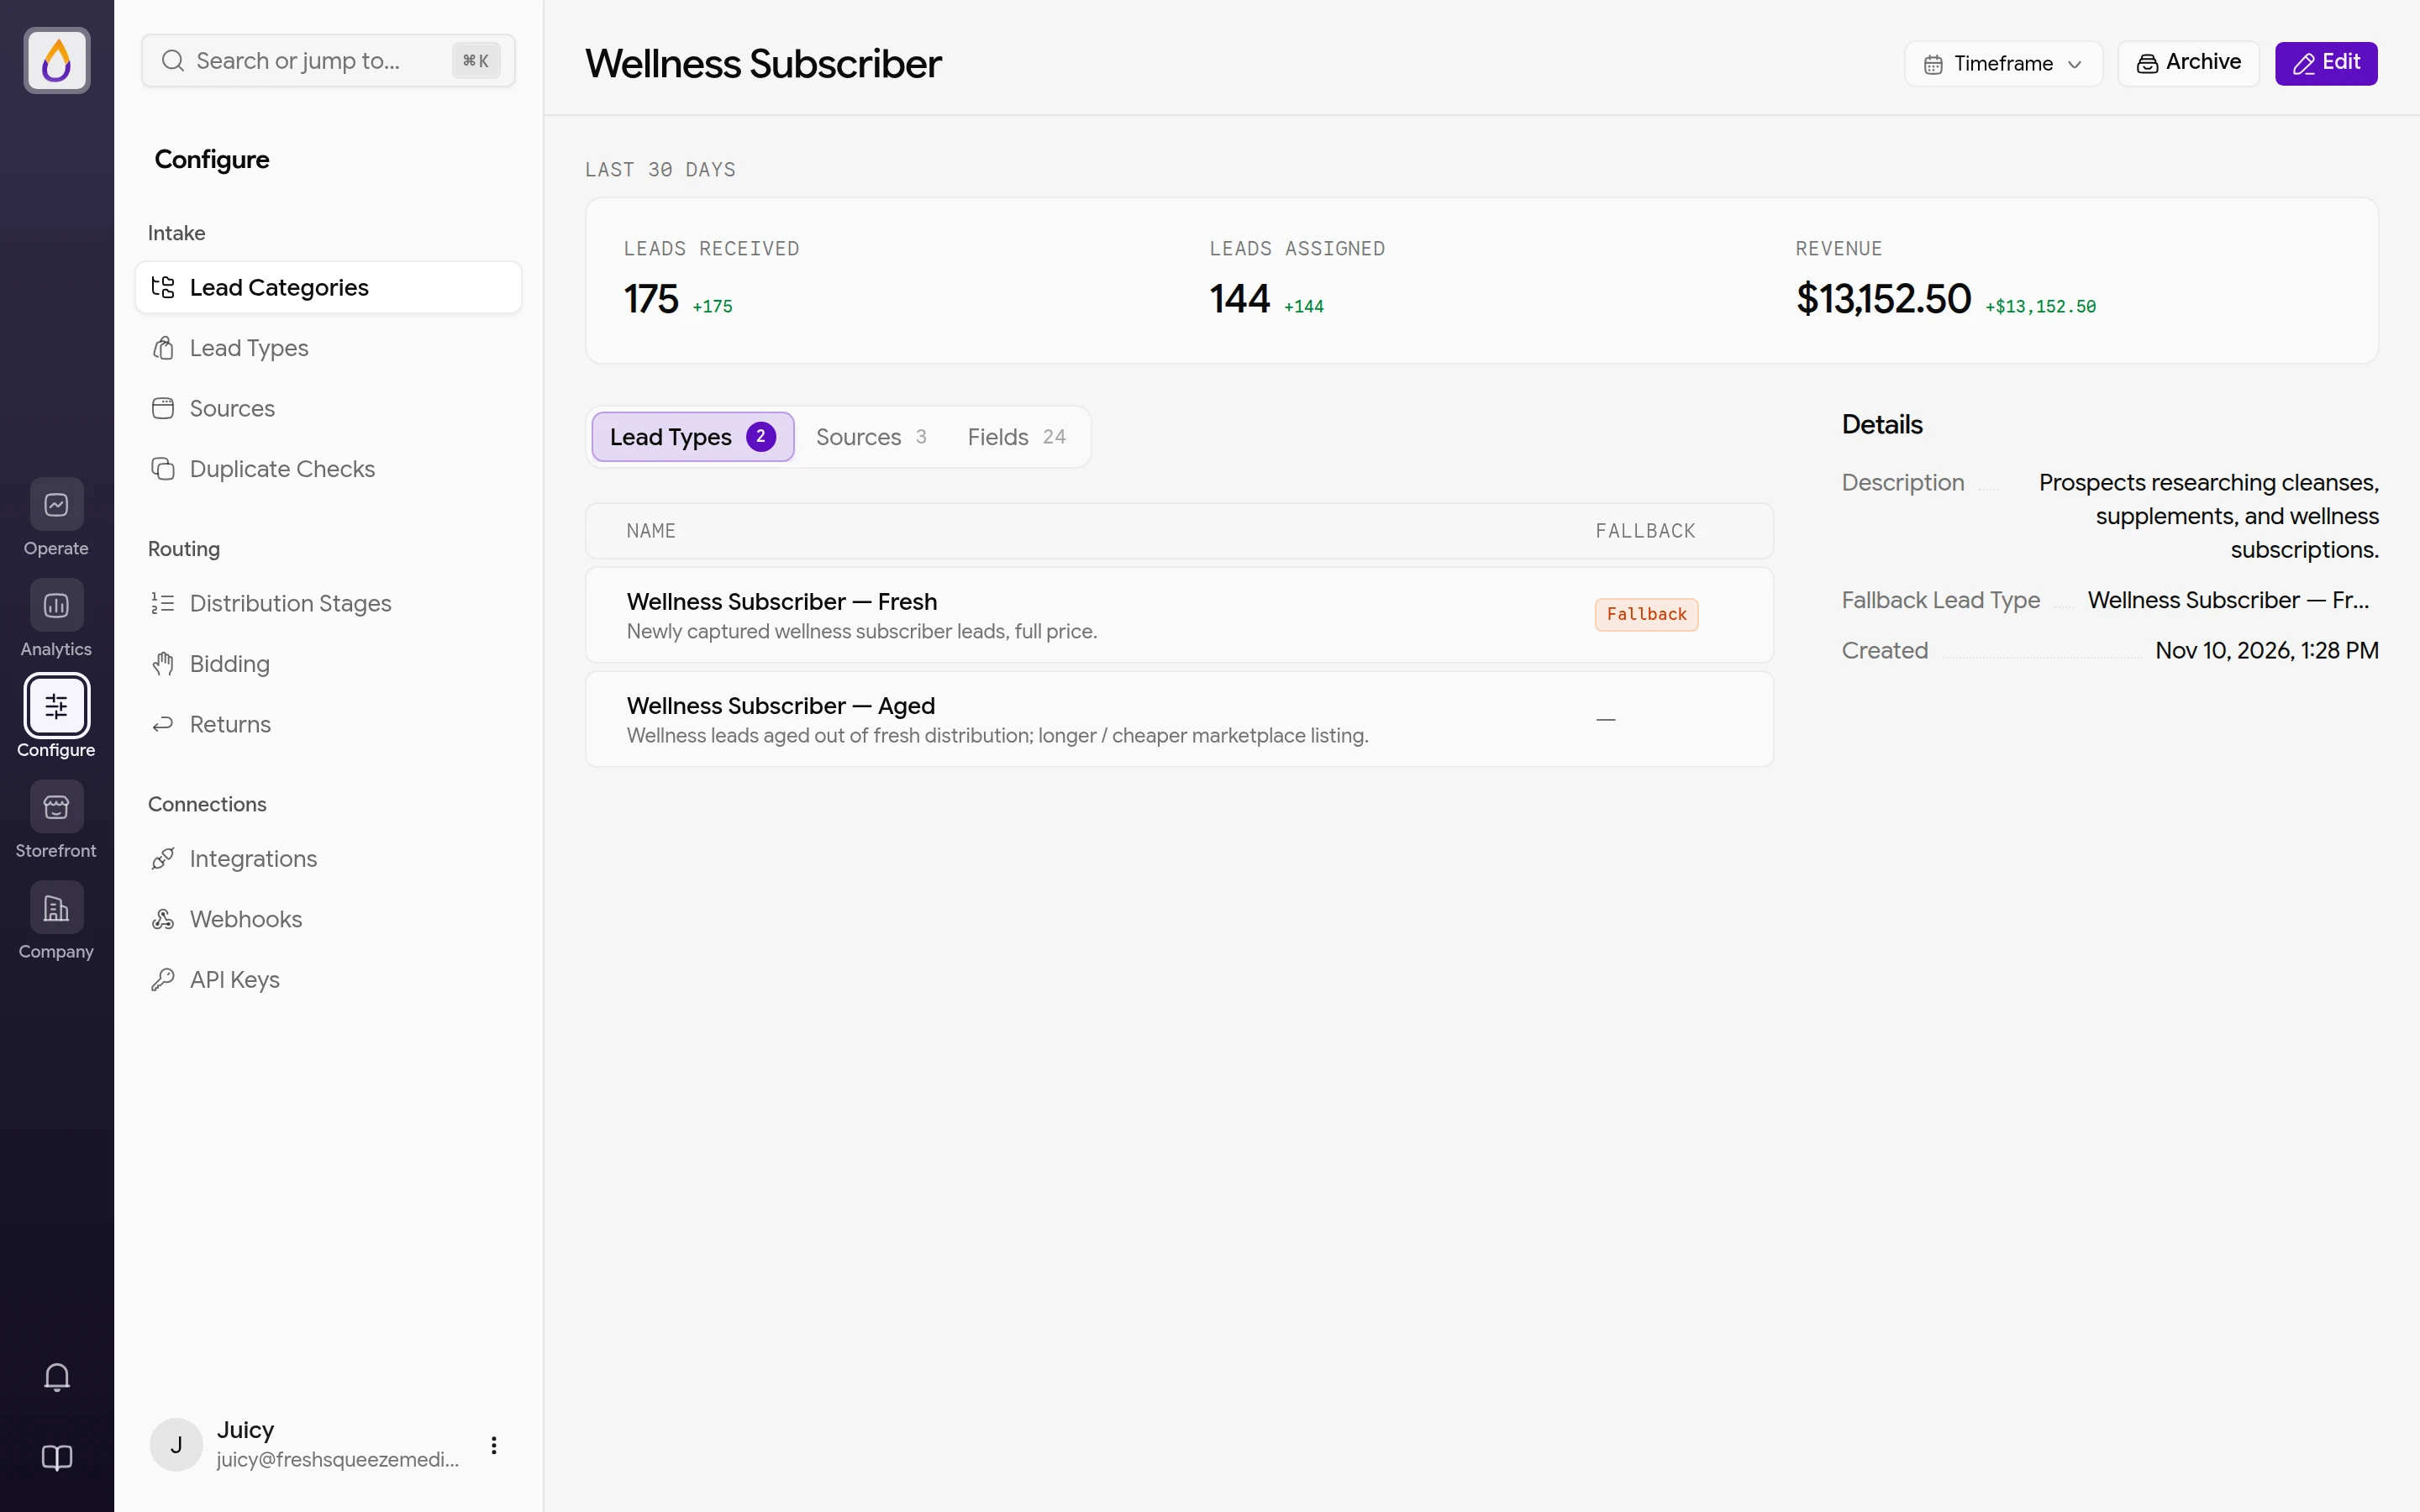 Search or jump to...
⌘K
Configure
Intake
Lead Categories
Lead Types
Sources
Duplicate Checks
Routing
Distribution Stages
Bidding
Returns
Connections
Integrations
Webhooks
API Keys
Operate
Analytics
Configure
Storefront
Company
J
Juicy
juicy@freshsqueezemedi...
Wellness Subscriber
Timeframe
Archive
Edit
LAST 30 DAYS
LEADS RECEIVED
175 +175
LEADS ASSIGNED
144 +144
REVENUE
$13,152.50 +$13,152.50
Lead Types 2
Sources 3
Fields 24
NAME
FALLBACK
Wellness Subscriber — Fresh
Newly captured wellness subscriber leads, full price.
Fallback
Wellness Subscriber — Aged
Wellness leads aged out of fresh distribution; longer / cheaper marketplace listing.
—
Details
Description
Prospects researching cleanses,
supplements, and wellness
subscriptions.
Fallback Lead Type
Wellness Subscriber — Fr...
Created
Nov 10, 2026, 1:28 PM